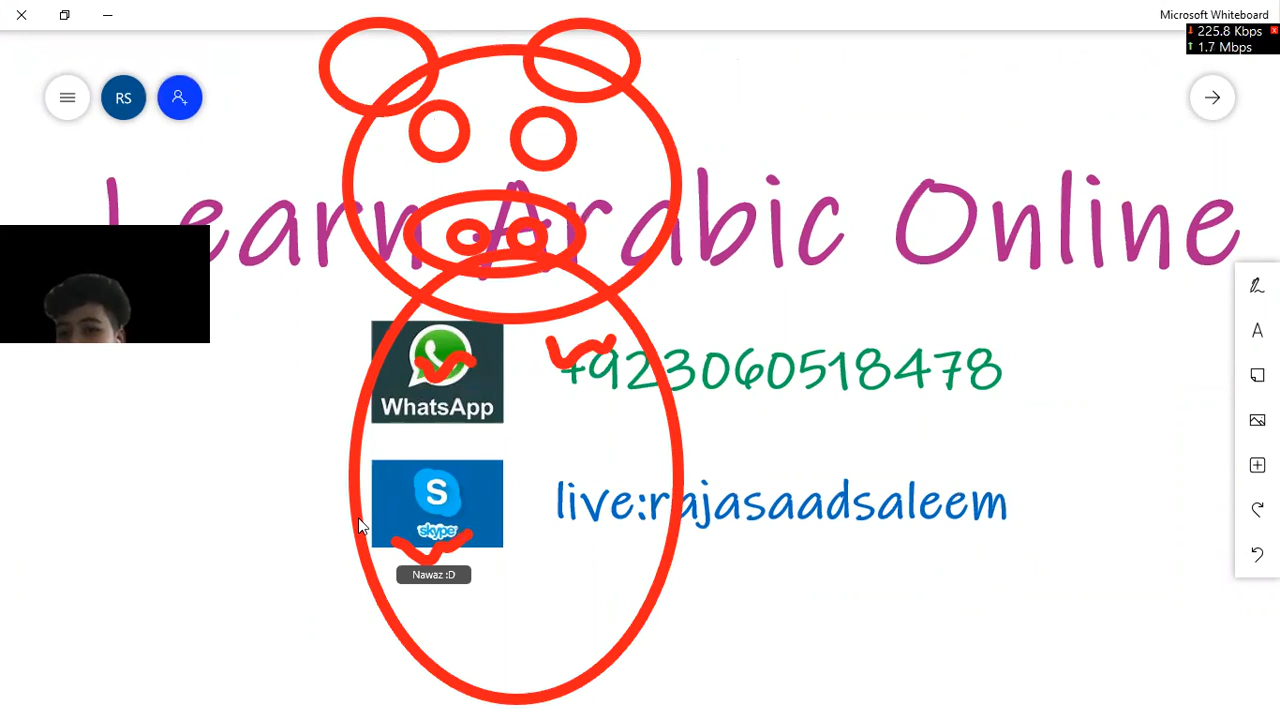 Microsoft Whiteboard
225.8 Kbps
1.7 Mbps
RS
Learn Arabic Online
WhatsApp
+923060518478
S
skype
live:rajasaadsaleem
Nawaz :D
A